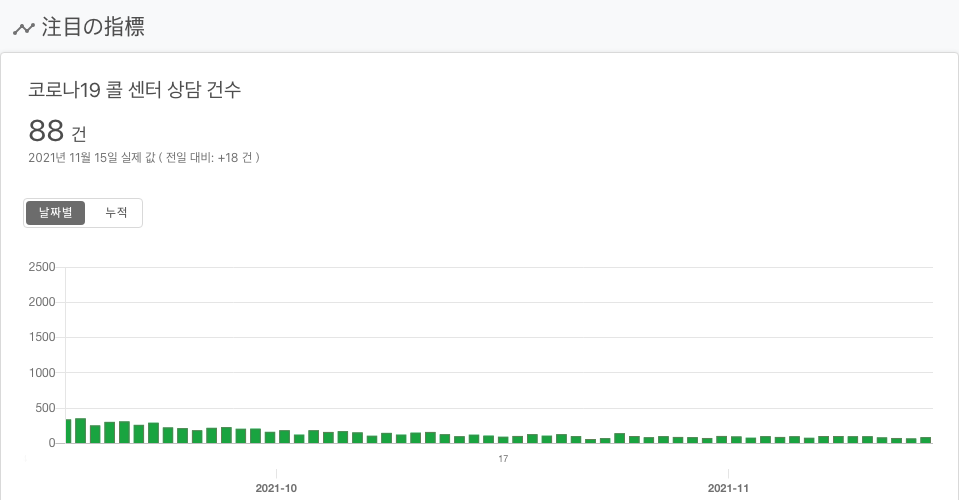 注目の指標
코로나19 콜 센터 상담 건수
88 건
2021년 11월 15일 실제 값 ( 전일 대비: +18 건 )
날짜별 누적
2500
2000
1500
1000
500
0
17
2021-10 2021-11